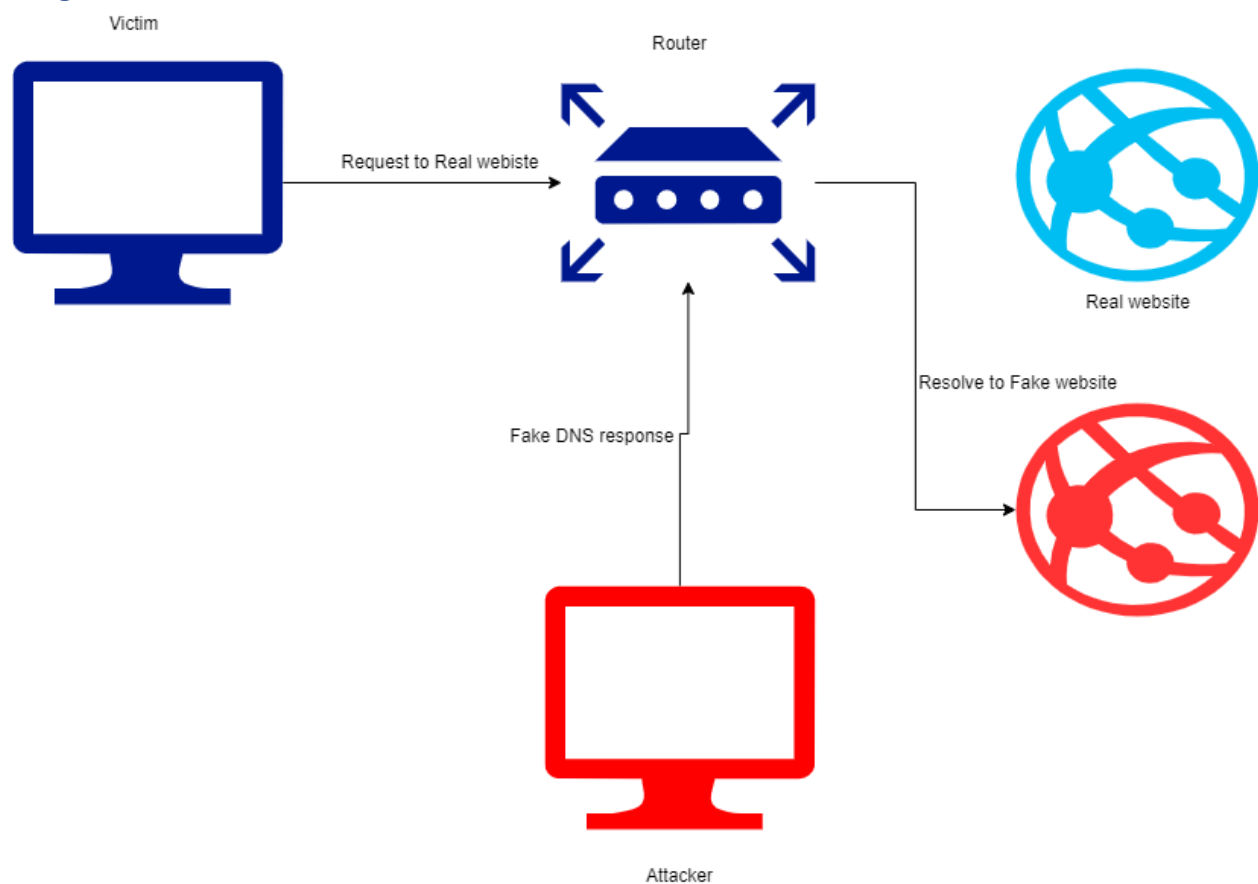 Victim
Router
Request to Real webiste
Real website
Resolve to Fake website
Fake DNS response
Attacker